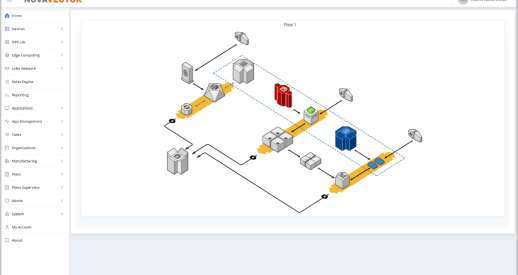 NOVAVECTOR
Home
Devices
OPC UA
Edge Computing
LoRa Network
Rules Engine
Reporting
Applications
App Management
Tasks
Organizations
Manufacturing
Plans
Plans Supervisor
Admin
System
My Account
About
Floor 1